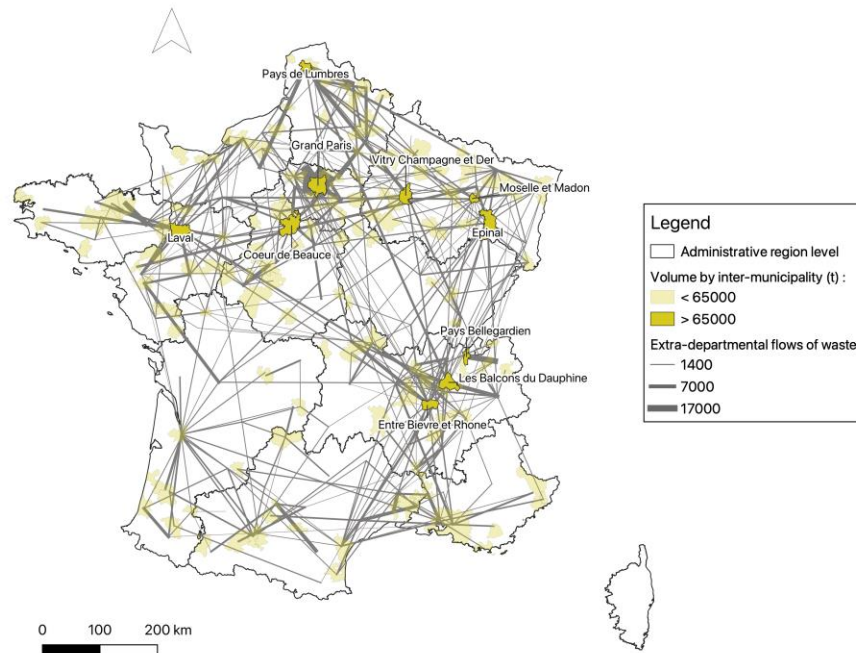 Pays de Lumbres
Grand Paris
Vitry Champagne et Der
Moselle et Madon
Laval
Epinal
Coeur de Beauce
Pays Bellegardien
Les Balcons du Dauphine
Entre Bievre et Rhone
Legend
Administrative region level
Volume by inter-municipality (t) :
< 65000
> 65000
Extra-departmental flows of waste
1400
7000
17000
0 100 200 km